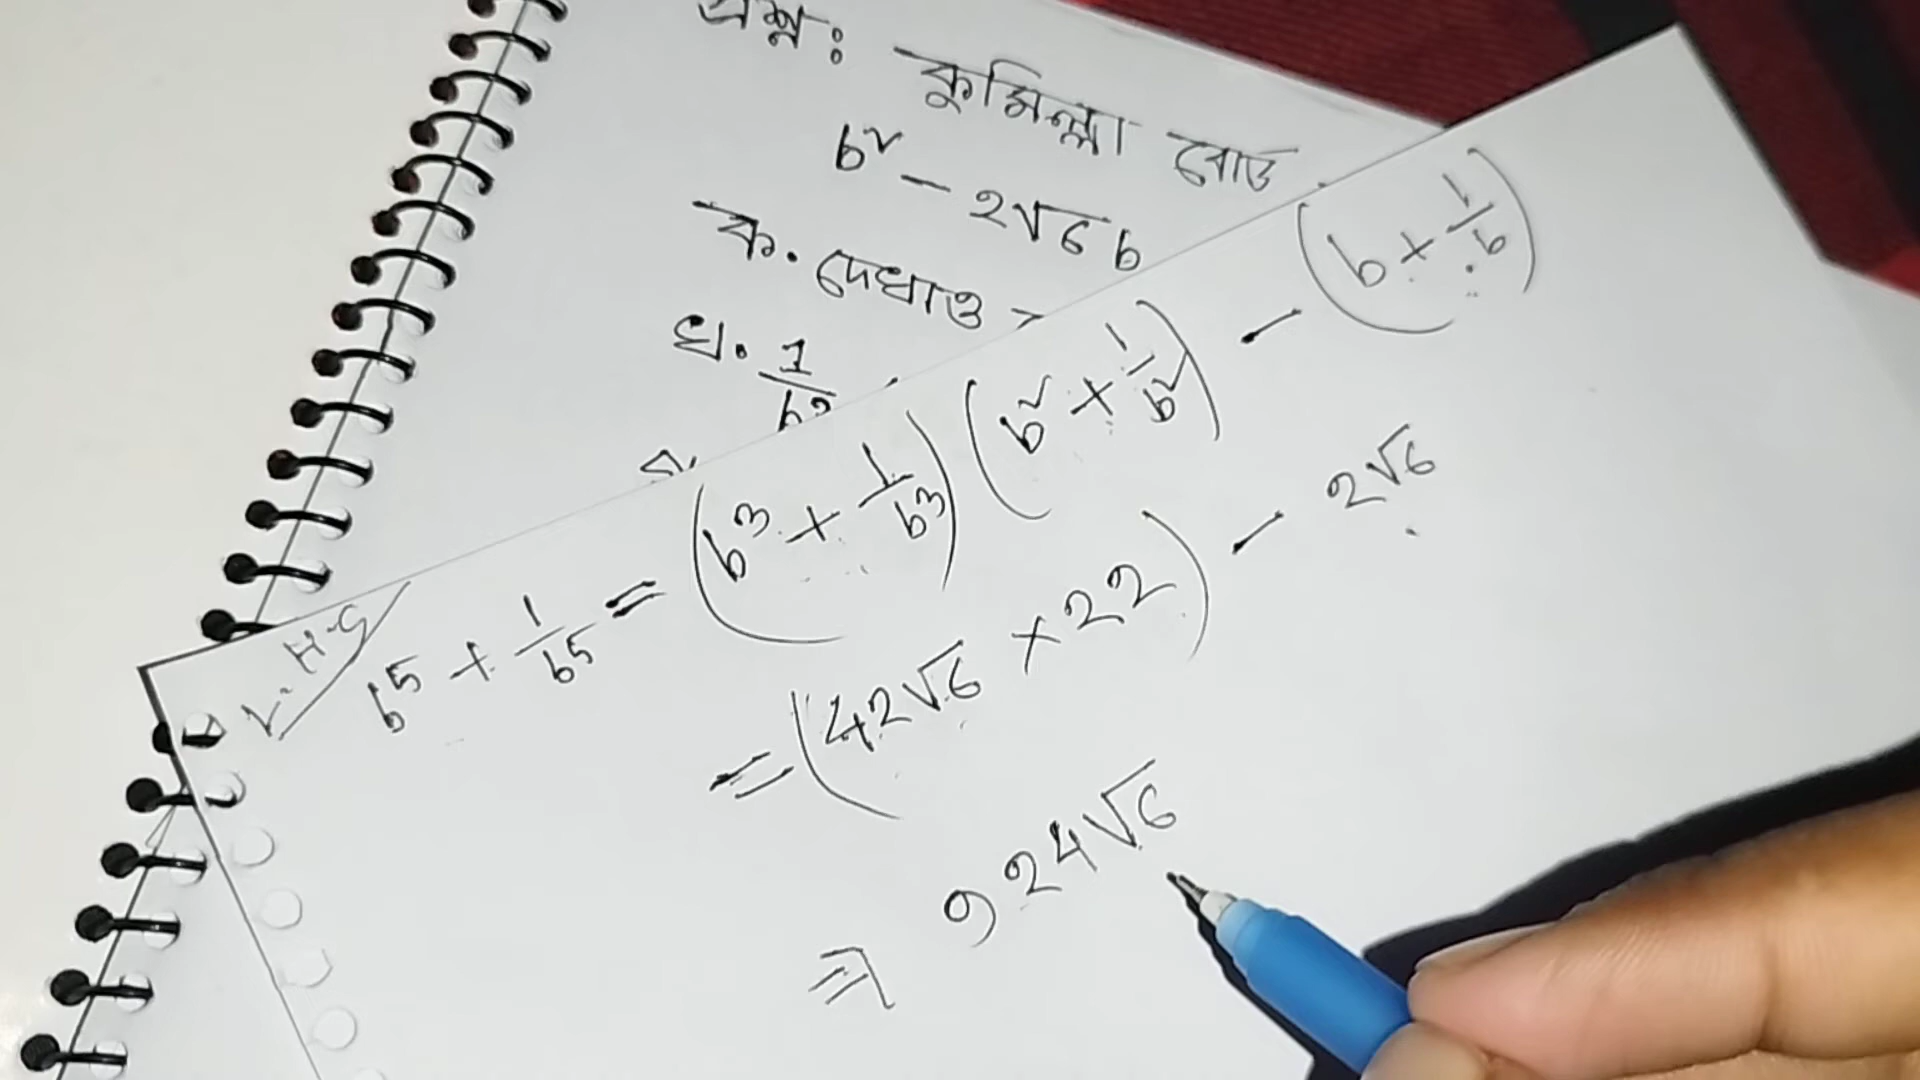 প্রশ্ন: কুমিল্লা বোর্ড
b² - 2√6 b
ক. দেখাও
খ. 1/b³
L.H.S
b⁵ + 1/b⁵ = (b³ + 1/b³)(b² + 1/b²) - (b + 1/b)
= (42√6 × 22) - 2√6
⇒ 924√6